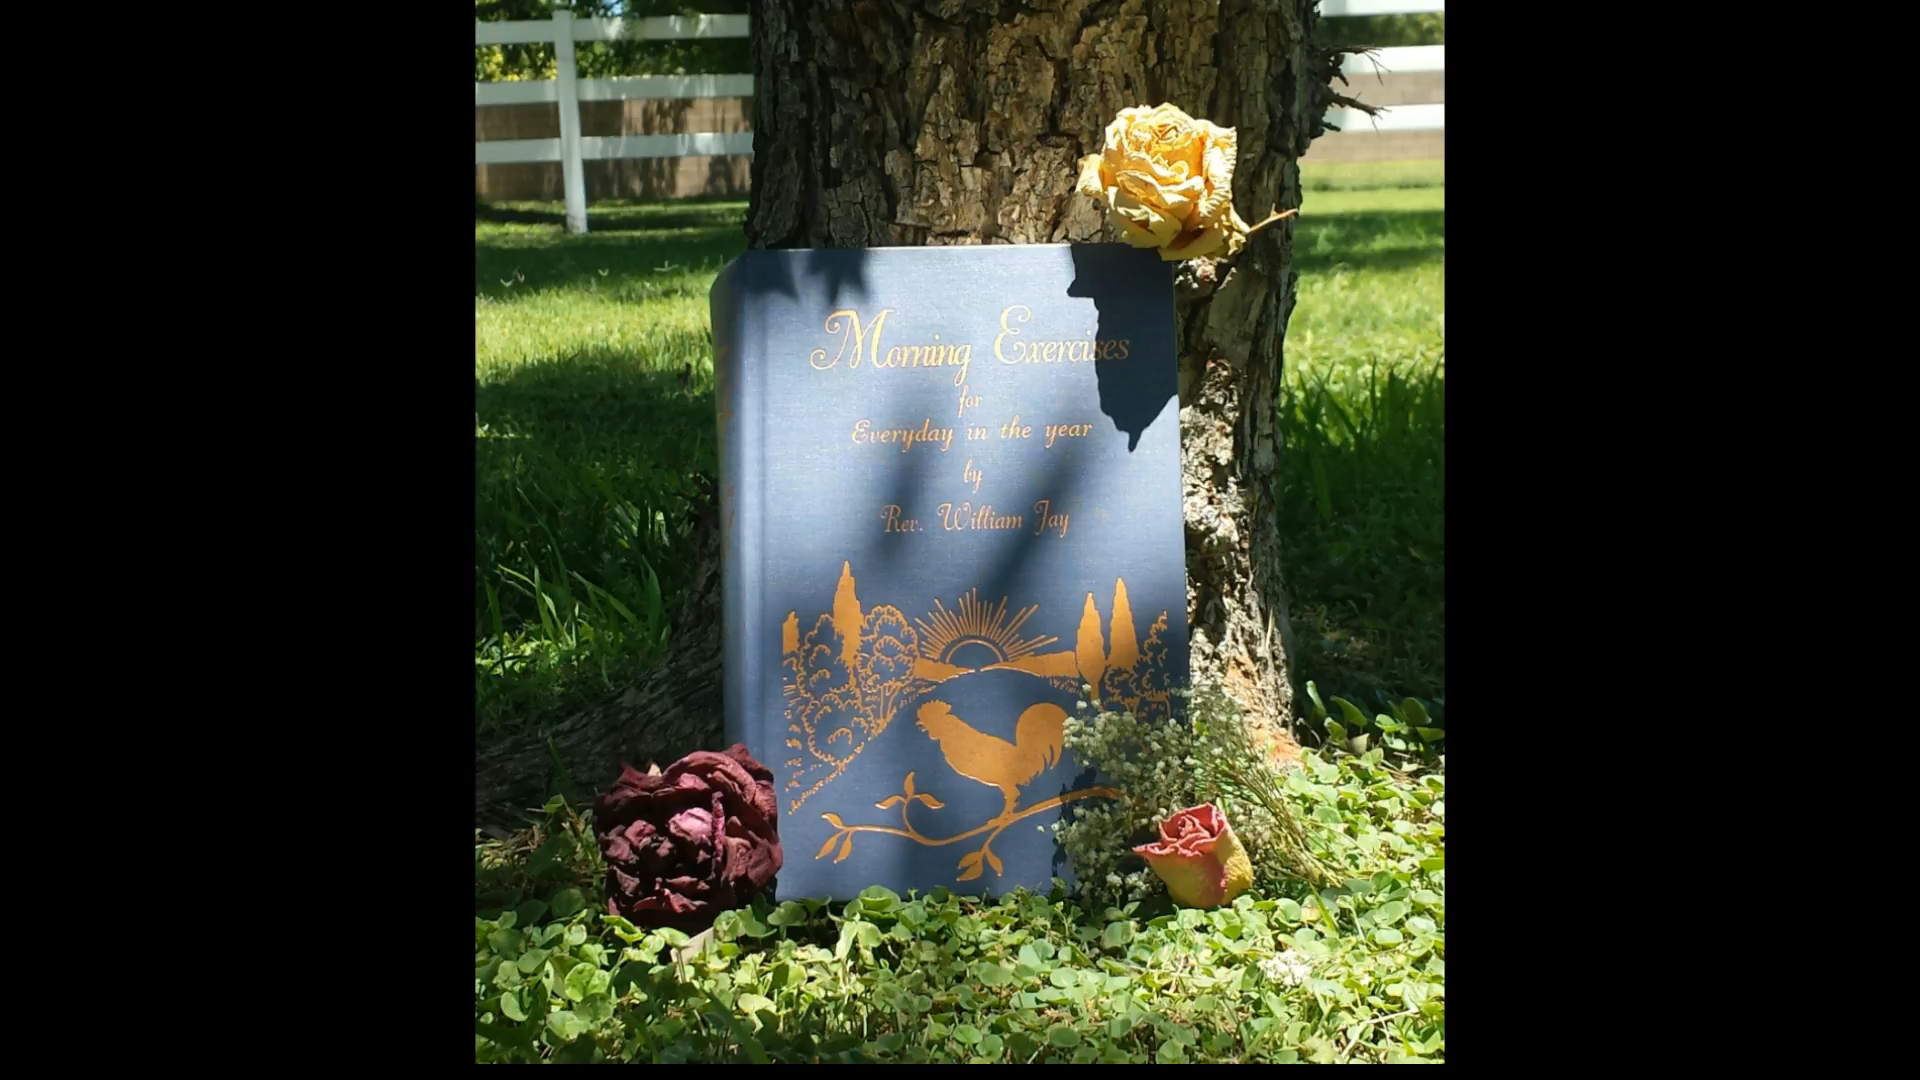 Morning Exercises
for
Everyday in the year
by
Rev. William Jay